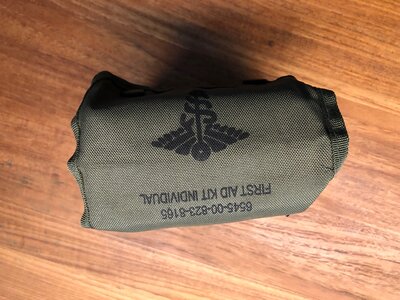 6545-00-823-8165
FIRST AID KIT INDIVIDUAL